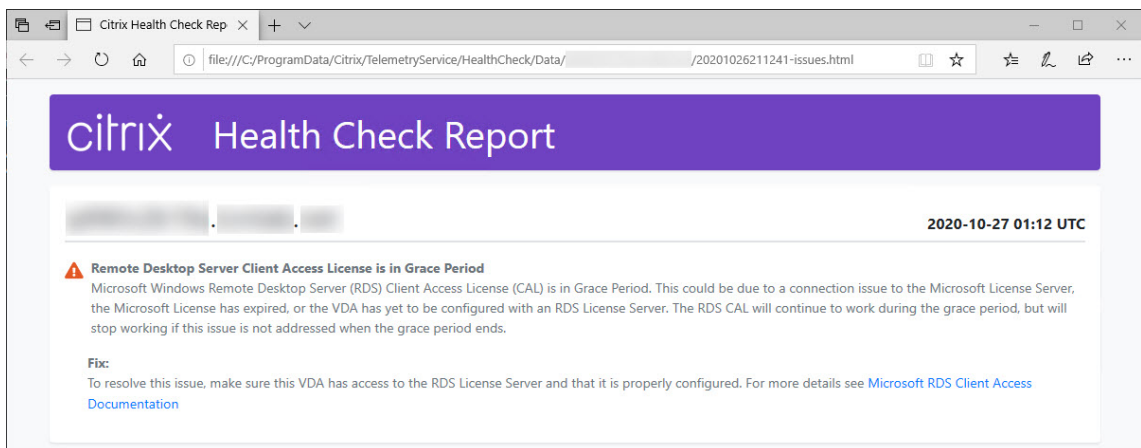 Citrix Health Check Rep
file:///C:/ProgramData/Citrix/TelemetryService/HealthCheck/Data/ /20201026211241-issues.html
citrix Health Check Report
2020-10-27 01:12 UTC
Remote Desktop Server Client Access License is in Grace Period
Microsoft Windows Remote Desktop Server (RDS) Client Access License (CAL) is in Grace Period. This could be due to a connection issue to the Microsoft License Server,
the Microsoft License has expired, or the VDA has yet to be configured with an RDS License Server. The RDS CAL will continue to work during the grace period, but will
stop working if this issue is not addressed when the grace period ends.
Fix:
To resolve this issue, make sure this VDA has access to the RDS License Server and that it is properly configured. For more details see Microsoft RDS Client Access
Documentation